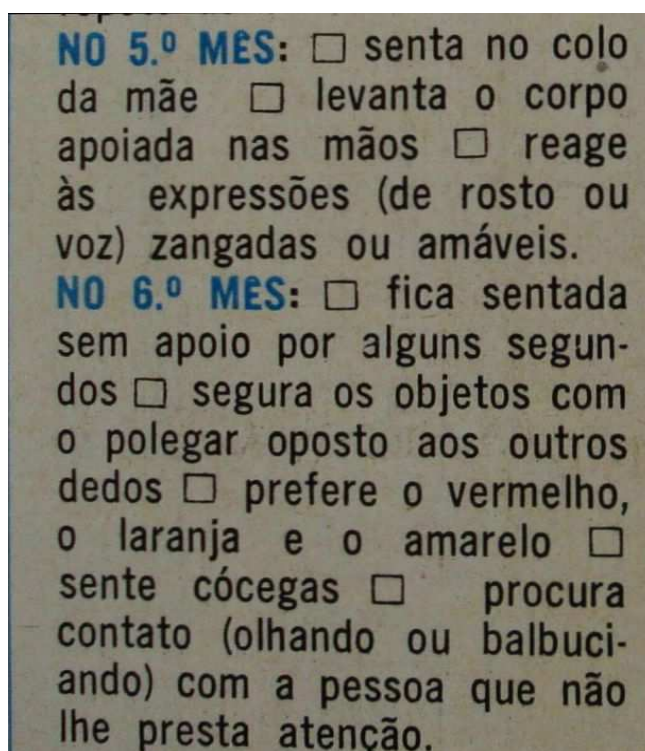 NO 5.º MÊS: □ senta no colo
da mãe □ levanta o corpo
apoiada nas mãos □ reage
às expressões (de rosto ou
voz) zangadas ou amáveis.
NO 6.º MÊS: □ fica sentada
sem apoio por alguns segun-
dos □ segura os objetos com
o polegar oposto aos outros
dedos □ prefere o vermelho,
o laranja e o amarelo □
sente cócegas □ procura
contato (olhando ou balbuci-
ando) com a pessoa que não
lhe presta atenção.